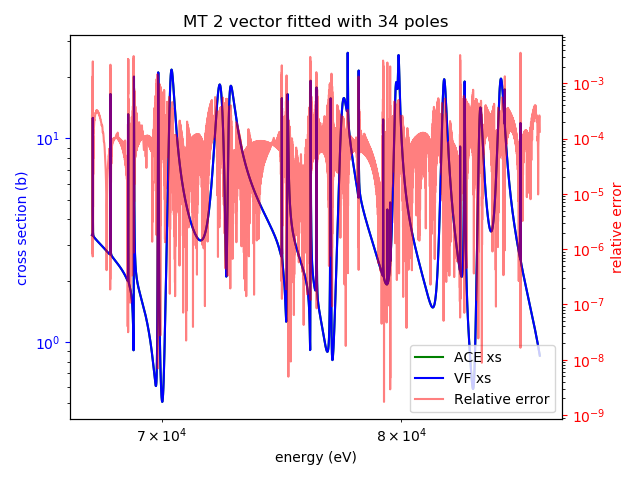 MT 2 vector fitted with 34 poles
cross section (b)
10¹
10⁰
10⁻³
10⁻⁴
10⁻⁵
10⁻⁶
10⁻⁷
10⁻⁸
10⁻⁹
relative error
ACE xs
VF xs
Relative error
7 × 10⁴
8 × 10⁴
energy (eV)